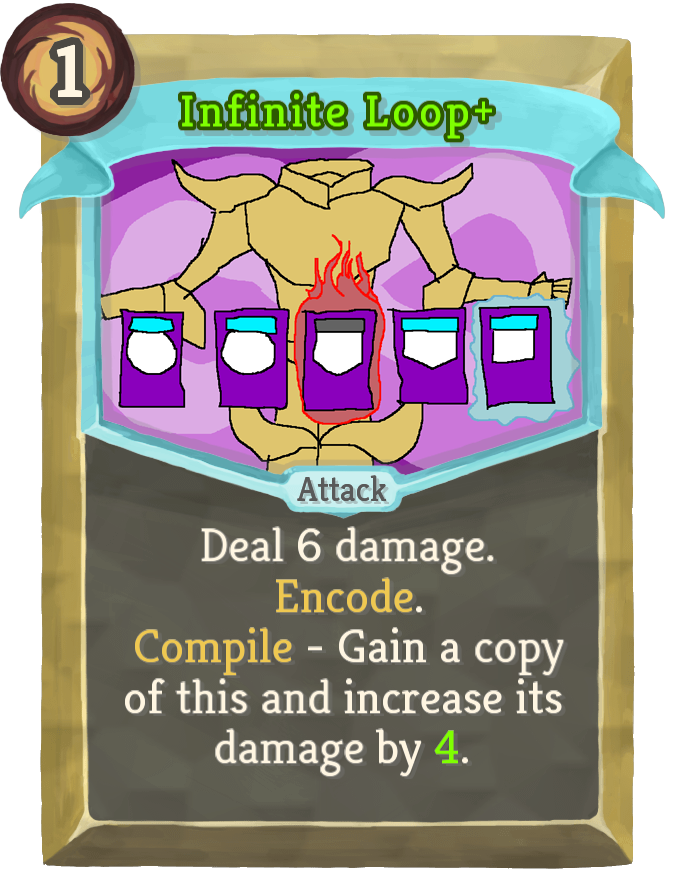 1
Infinite Loop+
Attack
Deal 6 damage.
Encode.
Compile - Gain a copy
of this and increase its
damage by 4.